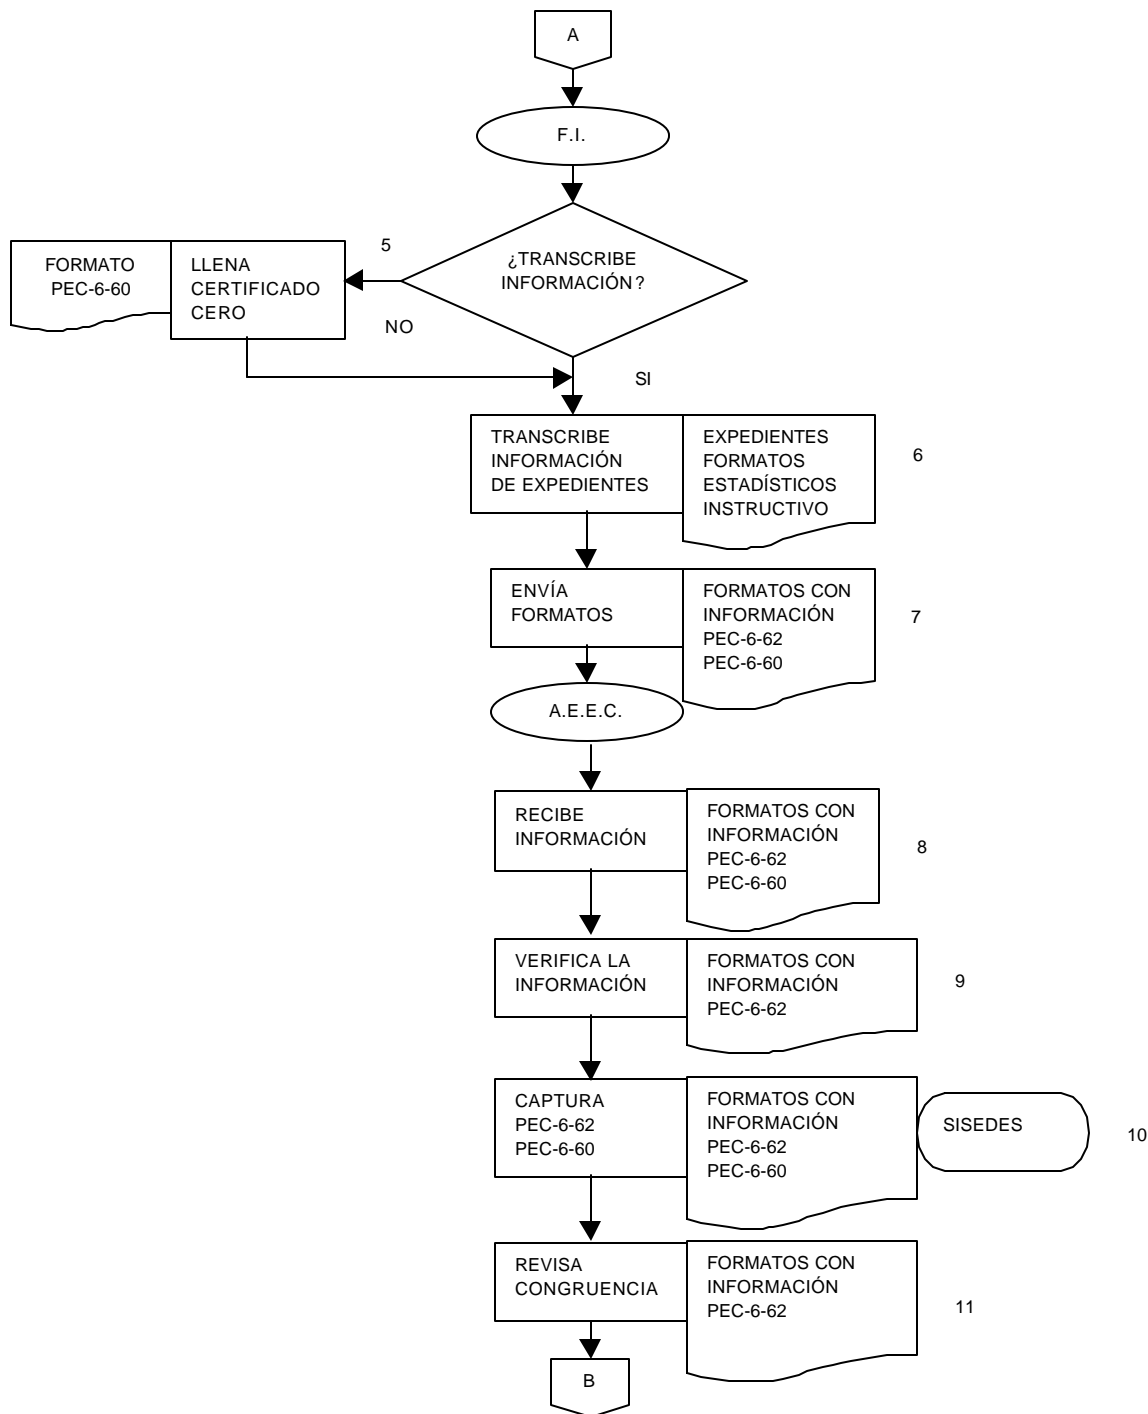 A
F.I.
¿TRANSCRIBE
INFORMACIÓN?
5
NO
SI
FORMATO
PEC-6-60
LLENA
CERTIFICADO
CERO
TRANSCRIBE
INFORMACIÓN
DE EXPEDIENTES
EXPEDIENTES
FORMATOS
ESTADÍSTICOS
INSTRUCTIVO
6
ENVÍA
FORMATOS
FORMATOS CON
INFORMACIÓN
PEC-6-62
PEC-6-60
7
A.E.E.C.
RECIBE
INFORMACIÓN
FORMATOS CON
INFORMACIÓN
PEC-6-62
PEC-6-60
8
VERIFICA LA
INFORMACIÓN
FORMATOS CON
INFORMACIÓN
PEC-6-62
9
CAPTURA
PEC-6-62
PEC-6-60
FORMATOS CON
INFORMACIÓN
PEC-6-62
PEC-6-60
SISEDES
10
REVISA
CONGRUENCIA
FORMATOS CON
INFORMACIÓN
PEC-6-62
11
B